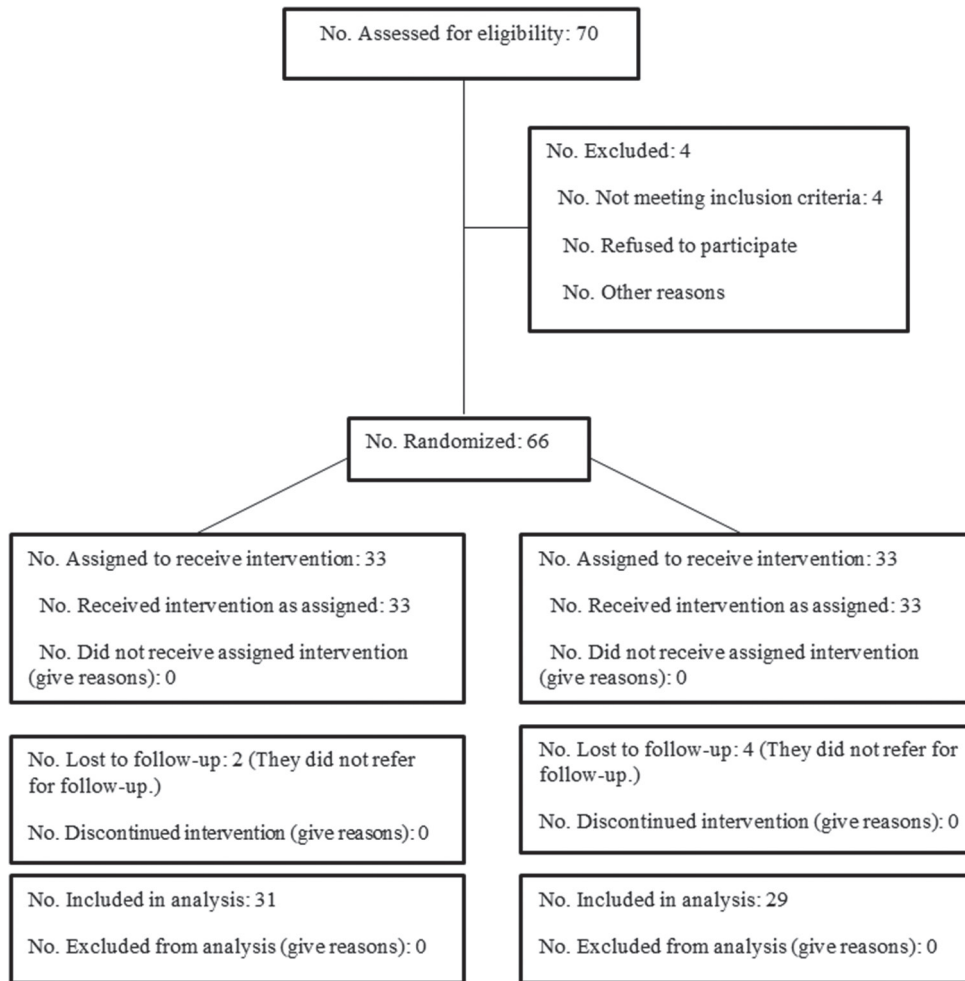 No. Assessed for eligibility: 70
No. Excluded: 4
No. Not meeting inclusion criteria: 4
No. Refused to participate
No. Other reasons
No. Randomized: 66
No. Assigned to receive intervention: 33
No. Received intervention as assigned: 33
No. Did not receive assigned intervention
(give reasons): 0
No. Assigned to receive intervention: 33
No. Received intervention as assigned: 33
No. Did not receive assigned intervention
(give reasons): 0
No. Lost to follow-up: 2 (They did not refer
for follow-up.)
No. Discontinued intervention (give reasons): 0
No. Lost to follow-up: 4 (They did not refer for
follow-up.)
No. Discontinued intervention (give reasons): 0
No. Included in analysis: 31
No. Excluded from analysis (give reasons): 0
No. Included in analysis: 29
No. Excluded from analysis (give reasons): 0